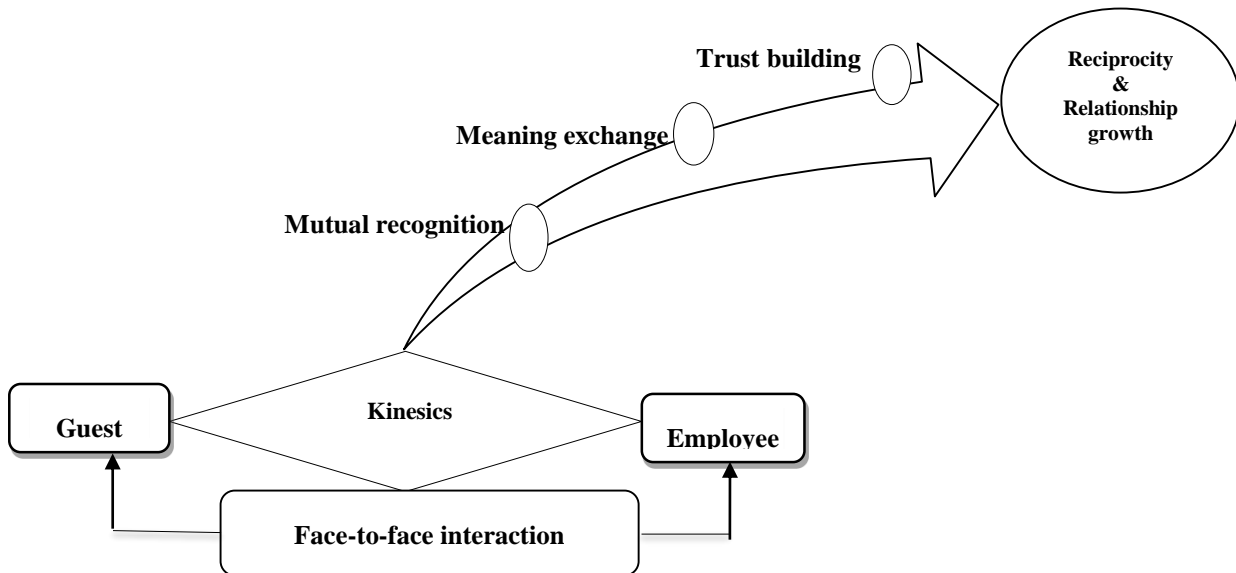 Trust building
Reciprocity
&
Relationship
growth
Meaning exchange
Mutual recognition
Kinesics
Guest
Employee
Face-to-face interaction